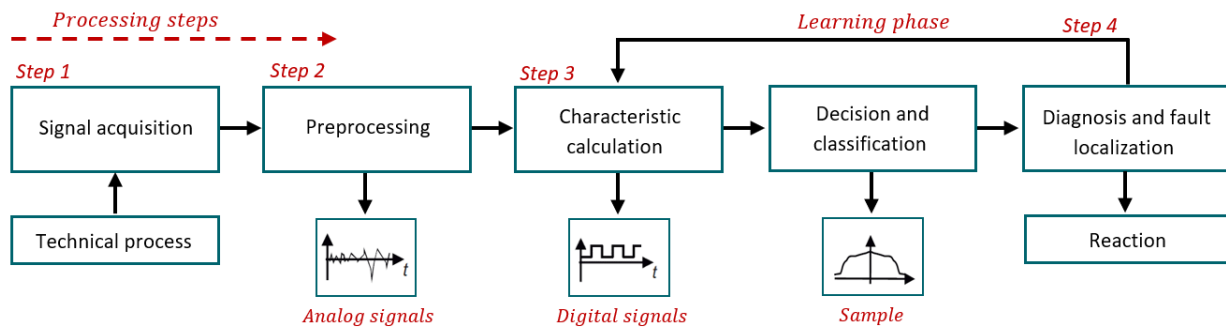 Processing steps
Learning phase
Step 4
Step 1
Step 2
Step 3
Signal acquisition
Preprocessing
Characteristic
calculation
Decision and
classification
Diagnosis and fault
localization
Technical process
t
t
Reaction
Analog signals
Digital signals
Sample